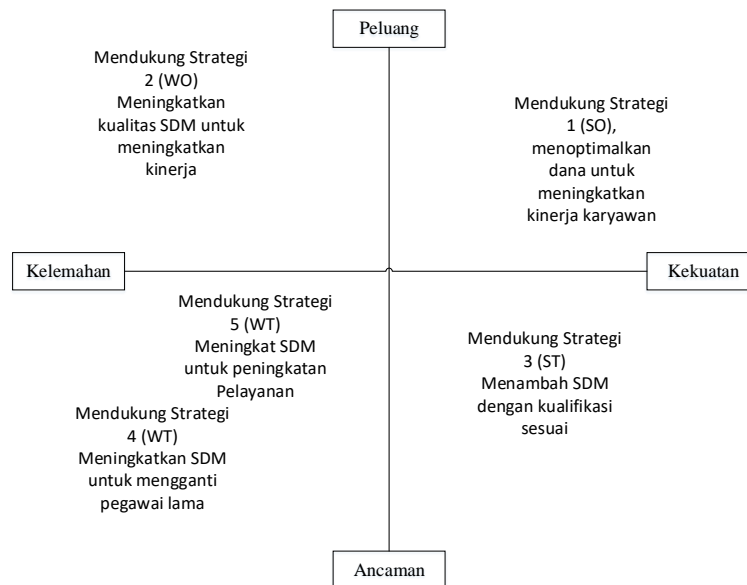 Peluang
Mendukung Strategi
2 (WO)
Meningkatkan
kualitas SDM untuk
meningkatkan
kinerja
Mendukung Strategi
1 (SO),
menoptimalkan
dana untuk
meningkatkan
kinerja karyawan
Kelemahan
Kekuatan
Mendukung Strategi
5 (WT)
Meningkat SDM
untuk peningkatan
Pelayanan
Mendukung Strategi
4 (WT)
Meningkatkan SDM
untuk mengganti
pegawai lama
Mendukung Strategi
3 (ST)
Menambah SDM
dengan kualifikasi
sesuai
Ancaman